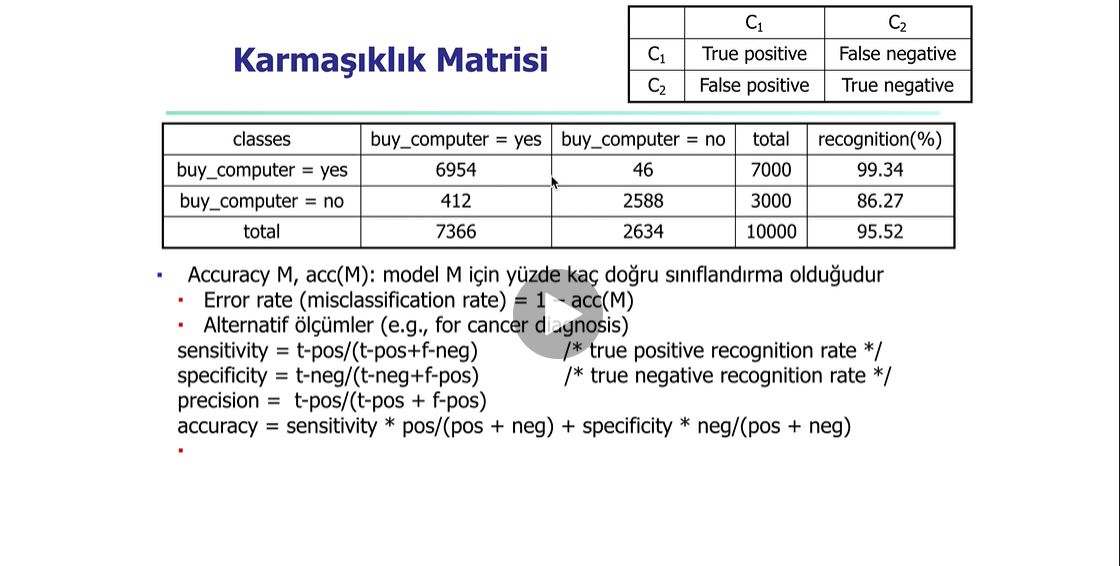 C1 C2
Karmaşıklık Matrisi
C1 True positive False negative
C2 False positive True negative
classes buy_computer = yes buy_computer = no total recognition(%)
buy_computer = yes 6954 46 7000 99.34
buy_computer = no 412 2588 3000 86.27
total 7366 2634 10000 95.52
▪ Accuracy M, acc(M): model M için yüzde kaç doğru sınıflandırma olduğudur
▪ Error rate (misclassification rate) = 1 – acc(M)
▪ Alternatif ölçümler (e.g., for cancer diagnosis)
sensitivity = t-pos/(t-pos+f-neg) /* true positive recognition rate */
specificity = t-neg/(t-neg+f-pos) /* true negative recognition rate */
precision = t-pos/(t-pos + f-pos)
accuracy = sensitivity * pos/(pos + neg) + specificity * neg/(pos + neg)